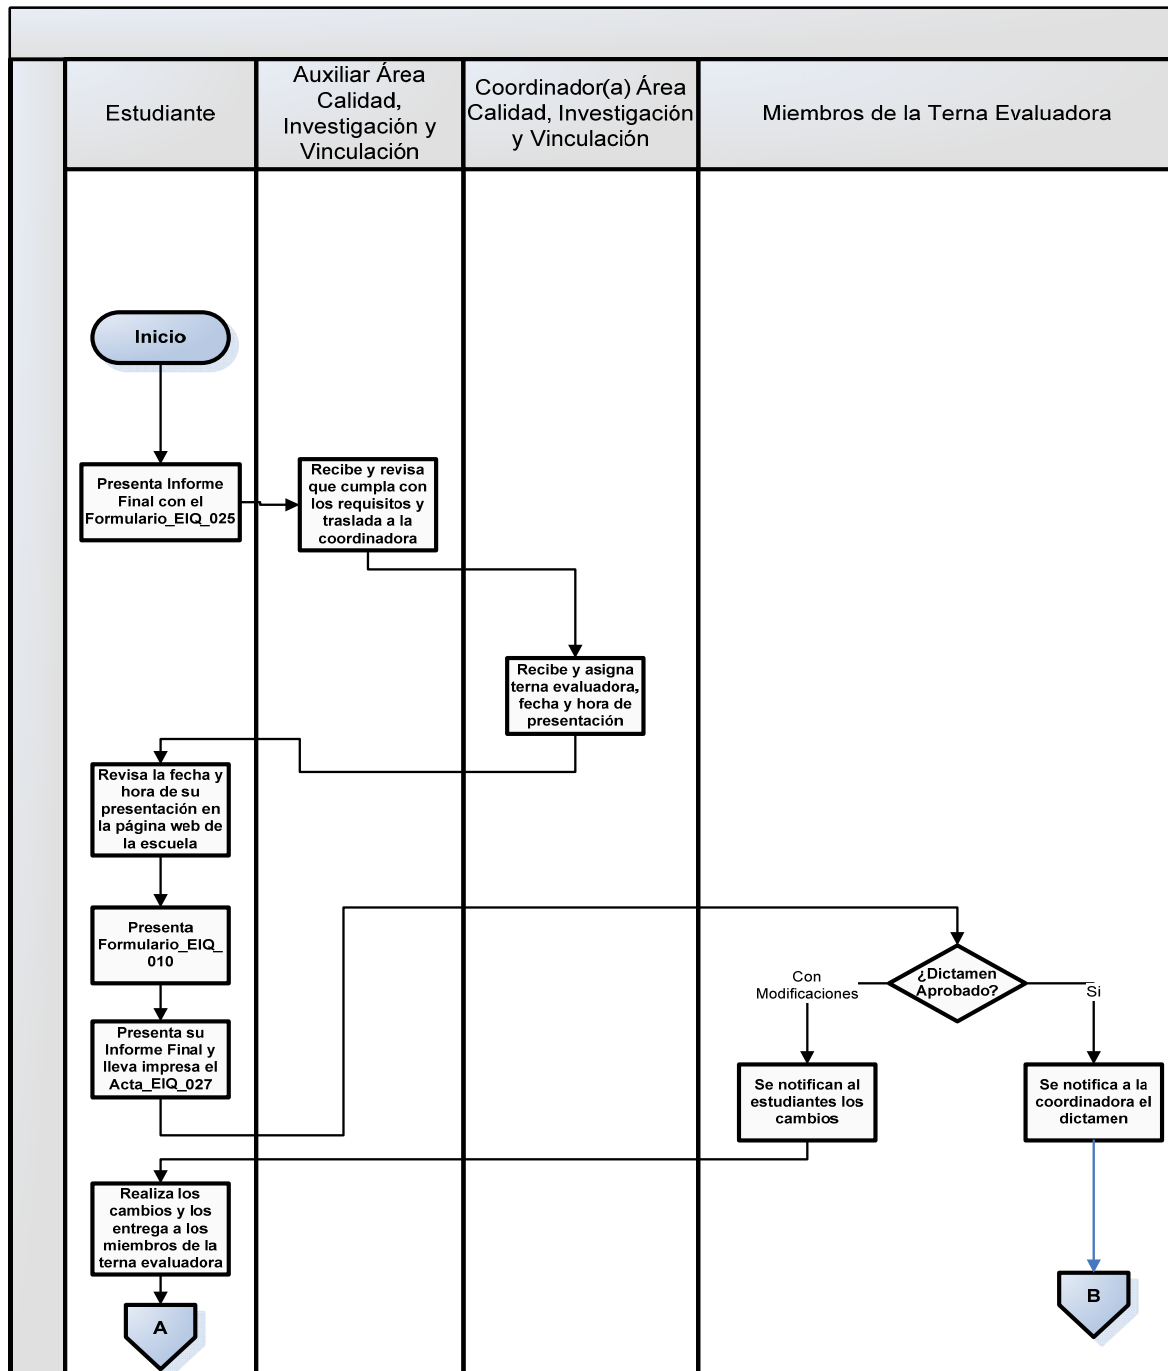 Estudiante
Auxiliar Área
Calidad,
Investigación y
Vinculación
Coordinador(a) Área
Calidad, Investigación
y Vinculación
Miembros de la Terna Evaluadora
Inicio
Presenta Informe
Final con el
Formulario_EIQ_025
Recibe y revisa
que cumpla con
los requisitos y
traslada a la
coordinadora
Recibe y asigna
terna evaluadora,
fecha y hora de
presentación
Revisa la fecha y
hora de su
presentación en
la página web de
la escuela
Presenta
Formulario_EIQ_
010
Presenta su
Informe Final y
lleva impresa el
Acta_EIQ_027
¿Dictamen
Aprobado?
Con
Modificaciones
Si
Se notifican al
estudiantes los
cambios
Se notifica a la
coordinadora el
dictamen
Realiza los
cambios y los
entrega a los
miembros de la
terna evaluadora
A
B